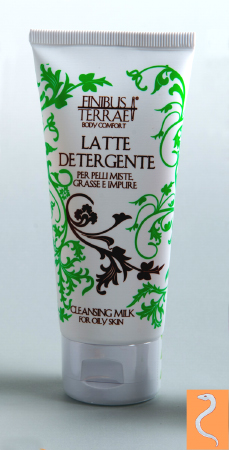 FINIBUS
TERRAE
BODY COMFORT
LATTE
DETERGENTE
PER PELLI MISTE,
GRASSE E IMPURE
CLEANSING MILK
FOR OILY SKIN